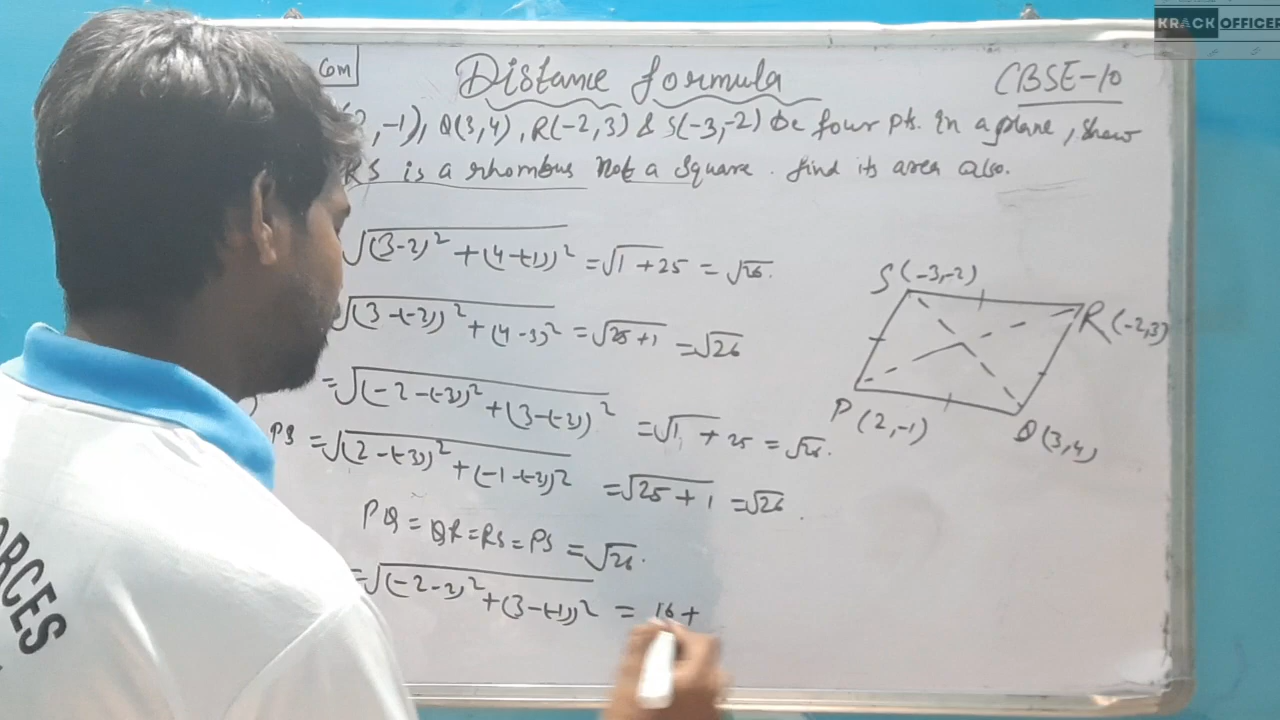 KRACK OFFICER
6m] Distance formula CBSE-10
, -1), Q(3,4), R(-2,3) & S(-3,-2) be four pts. in a plane, show
RS is a rhombus not a square. find its area also.
√(3-2)² + (4-(-1))² = √1+25 = √26.
√(3-(-2))² + (4-3)² = √25+1 = √26
= √(-2-(-3))² + (3-(-2))² = √1+25 = √26.
PS = √(2-(-3))² + (-1-(-2))² = √25+1 = √26.
PQ = QR = RS = PS = √26.
= √(-2-2)² + (3-(-1))² = 16+
S(-3,-2)
R(-2,3)
P(2,-1)
Q(3,4)
ORCES